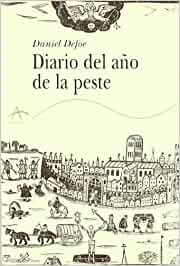 Daniel Defoe
Diario del año
de la peste